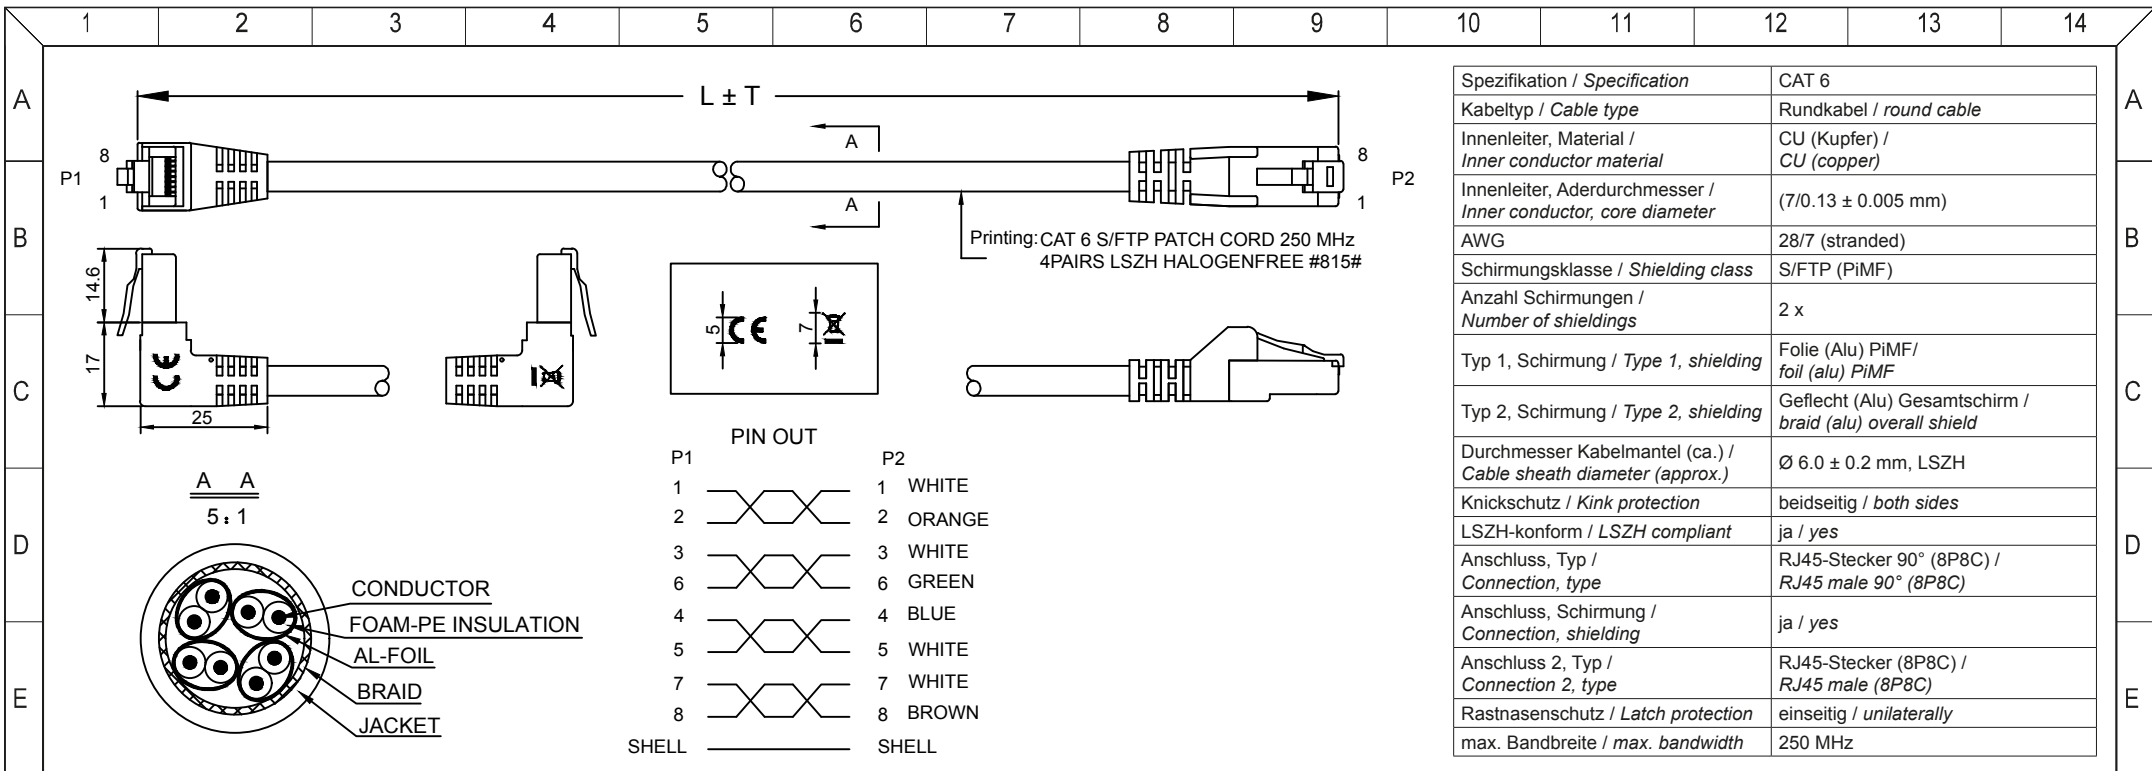 1 2 3 4 5 6 7 8 9 10 11 12 13 14
A
B
C
D
E
A
B
C
D
E
L ± T
P1
8
1
A
A
8
1
P2
Printing: CAT 6 S/FTP PATCH CORD 250 MHz
4PAIRS LSZH HALOGENFREE #815#
14.6
17
25
CE
5
CE
7
A A
5:1
CONDUCTOR
FOAM-PE INSULATION
AL-FOIL
BRAID
JACKET
PIN OUT
P1 P2
1 1 WHITE
2 2 ORANGE
3 3 WHITE
6 6 GREEN
4 4 BLUE
5 5 WHITE
7 7 WHITE
8 8 BROWN
SHELL SHELL
Spezifikation / Specification CAT 6
Kabeltyp / Cable type Rundkabel / round cable
Innenleiter, Material / CU (Kupfer) /
Inner conductor material CU (copper)
Innenleiter, Aderdurchmesser /
Inner conductor, core diameter (7/0.13 ± 0.005 mm)
AWG 28/7 (stranded)
Schirmungsklasse / Shielding class S/FTP (PiMF)
Anzahl Schirmungen /
Number of shieldings 2 x
Typ 1, Schirmung / Type 1, shielding Folie (Alu) PiMF/
foil (alu) PiMF
Typ 2, Schirmung / Type 2, shielding Geflecht (Alu) Gesamtschirm /
braid (alu) overall shield
Durchmesser Kabelmantel (ca.) /
Cable sheath diameter (approx.) Ø 6.0 ± 0.2 mm, LSZH
Knickschutz / Kink protection beidseitig / both sides
LSZH-konform / LSZH compliant ja / yes
Anschluss, Typ / RJ45-Stecker 90° (8P8C) /
Connection, type RJ45 male 90° (8P8C)
Anschluss, Schirmung /
Connection, shielding ja / yes
Anschluss 2, Typ / RJ45-Stecker (8P8C) /
Connection 2, type RJ45 male (8P8C)
Rastnasenschutz / Latch protection einseitig / unilaterally
max. Bandbreite / max. bandwidth 250 MHz